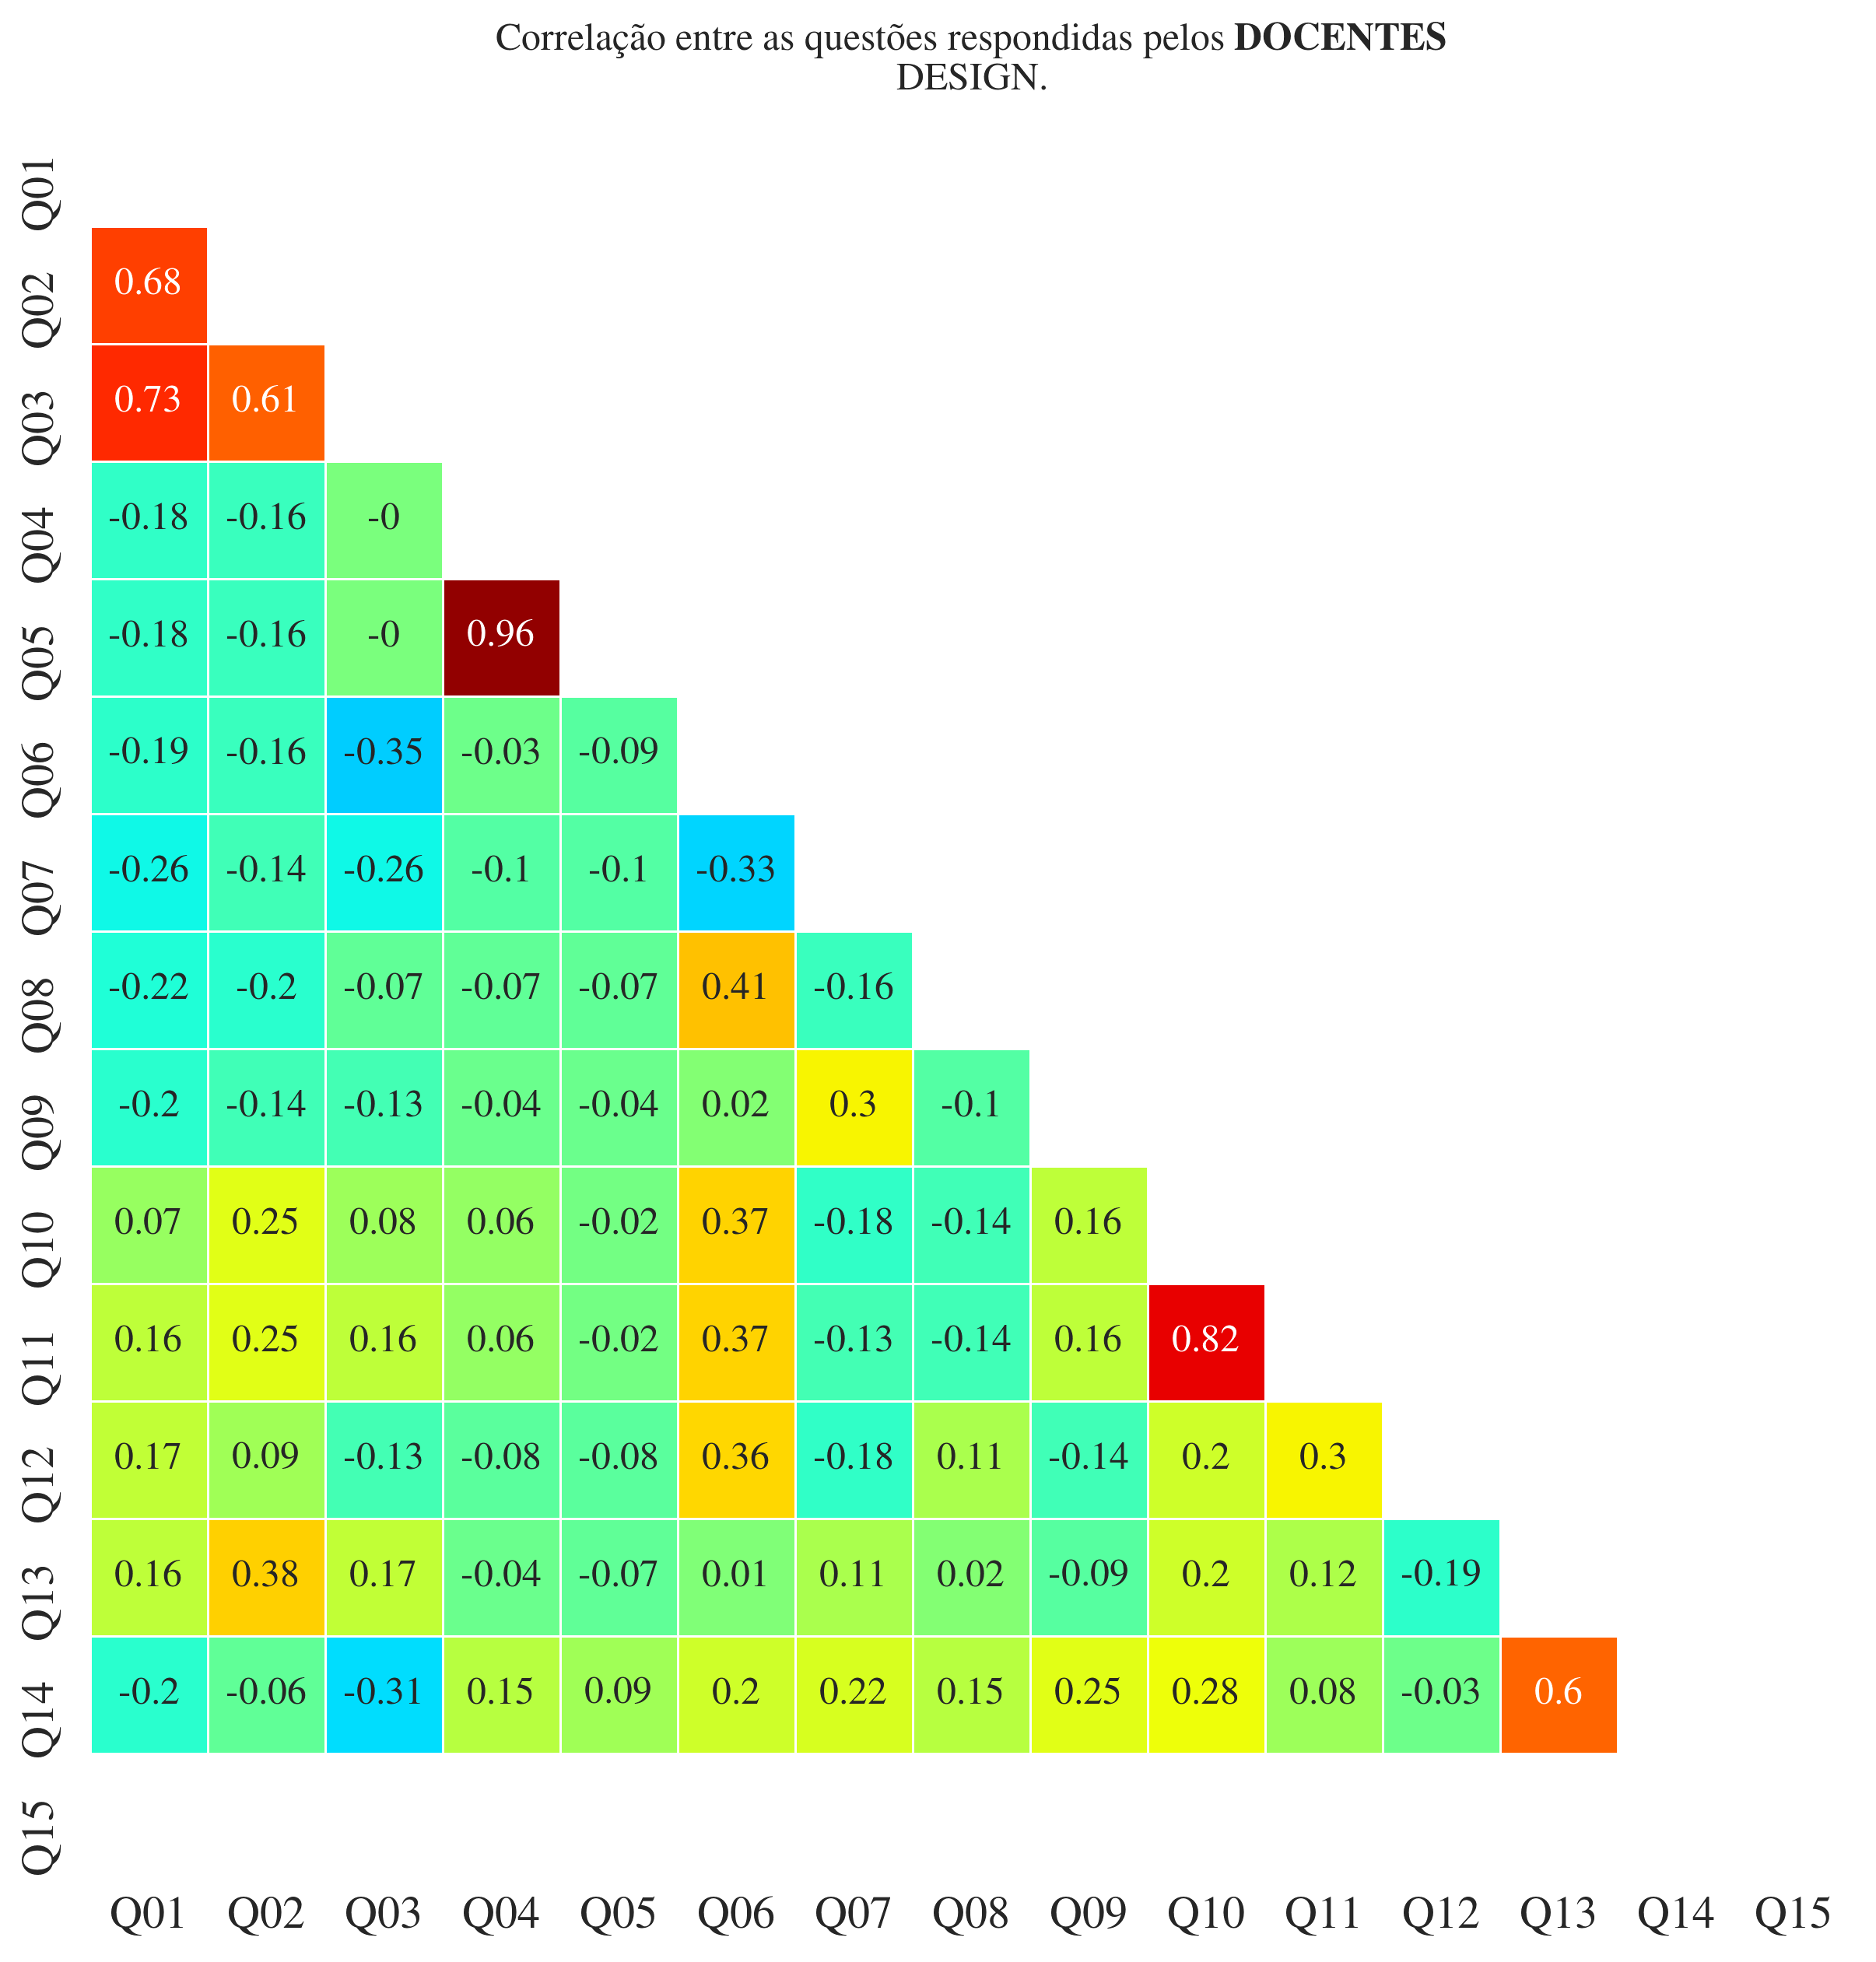 Correlação entre as questões respondidas pelos DOCENTES
DESIGN.
Q01
Q02 0.68
Q03 0.73 0.61
Q04 -0.18 -0.16 -0
Q05 -0.18 -0.16 -0 0.96
Q06 -0.19 -0.16 -0.35 -0.03 -0.09
Q07 -0.26 -0.14 -0.26 -0.1 -0.1 -0.33
Q08 -0.22 -0.2 -0.07 -0.07 -0.07 0.41 -0.16
Q09 -0.2 -0.14 -0.13 -0.04 -0.04 0.02 0.3 -0.1
Q10 0.07 0.25 0.08 0.06 -0.02 0.37 -0.18 -0.14 0.16
Q11 0.16 0.25 0.16 0.06 -0.02 0.37 -0.13 -0.14 0.16 0.82
Q12 0.17 0.09 -0.13 -0.08 -0.08 0.36 -0.18 0.11 -0.14 0.2 0.3
Q13 0.16 0.38 0.17 -0.04 -0.07 0.01 0.11 0.02 -0.09 0.2 0.12 -0.19
Q14 -0.2 -0.06 -0.31 0.15 0.09 0.2 0.22 0.15 0.25 0.28 0.08 -0.03 0.6
Q15
Q01 Q02 Q03 Q04 Q05 Q06 Q07 Q08 Q09 Q10 Q11 Q12 Q13 Q14 Q15